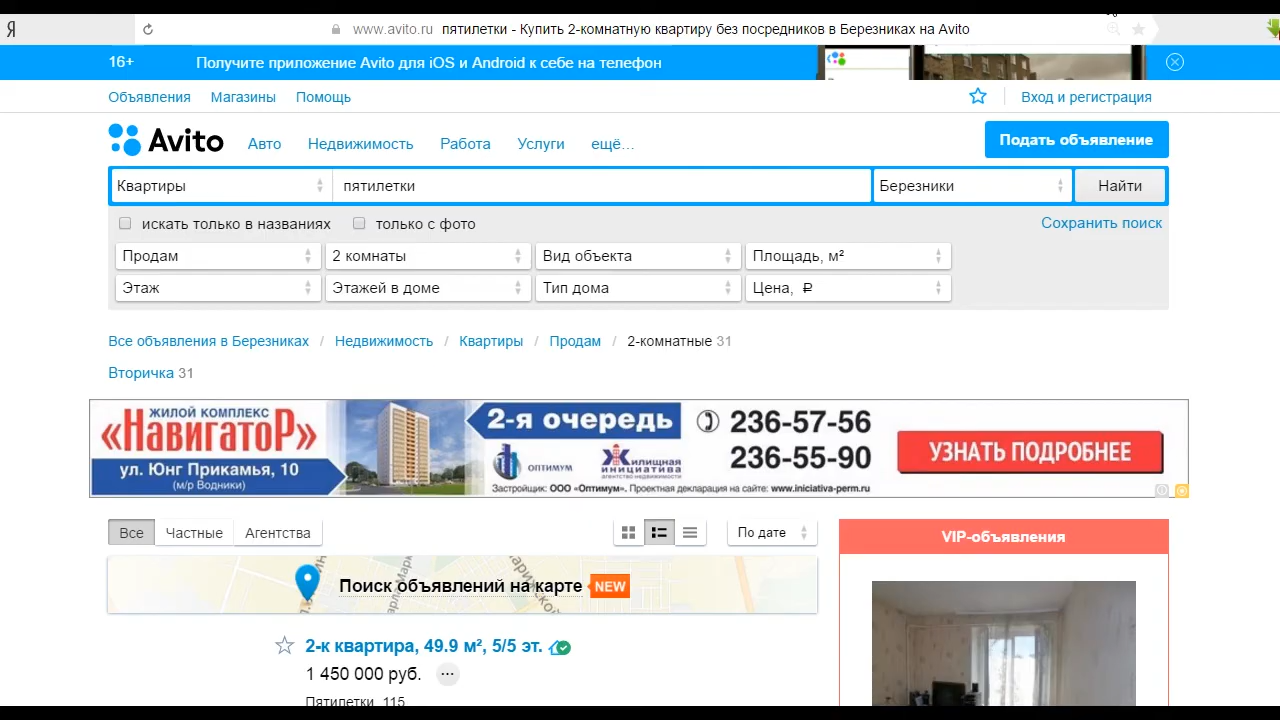 Я www.avito.ru пятилетки - Купить 2-комнатную квартиру без посредников в Березниках на Avito
16+ Получите приложение Avito для iOS и Android к себе на телефон
Объявления Магазины Помощь Вход и регистрация
Avito Авто Недвижимость Работа Услуги ещё... Подать объявление
Квартиры пятилетки Березники Найти
искать только в названиях только с фото Сохранить поиск
Продам 2 комнаты Вид объекта Площадь, м²
Этаж Этажей в доме Тип дома Цена, ₽
Все объявления в Березниках / Недвижимость / Квартиры / Продам / 2-комнатные 31
Вторичка 31
ЖИЛОЙ КОМПЛЕКС
«НавигатоР»
ул. Юнг Прикамья, 10
(м/р Водники)
2-я очередь
ОПТИМУМ Жилищная инициатива
агентство недвижимости
Застройщик: ООО «Оптимум». Проектная декларация на сайте: www.iniciativa-perm.ru
236-57-56
236-55-90
УЗНАТЬ ПОДРОБНЕЕ
Все Частные Агентства По дате
VIP-объявления
Поиск объявлений на карте NEW
2-к квартира, 49.9 м², 5/5 эт.
1 450 000 руб. ...
Пятилетки, 115